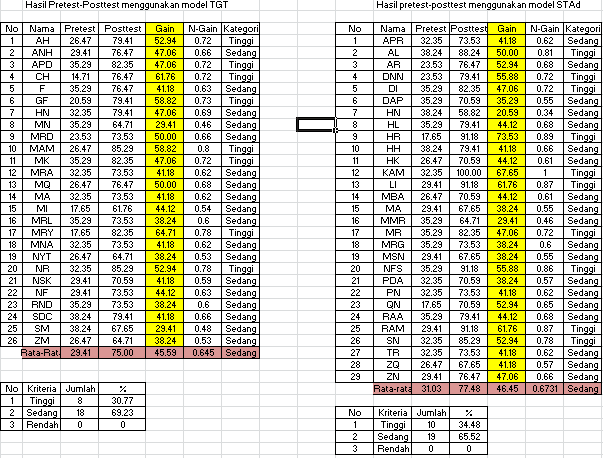 Hasil Pretest-Posttest menggunakan model TGT
No Nama Pretest Posttest Gain N-Gain Kategori
1 AH 26.47 79.41 52.94 0.72 Tinggi
2 ANH 29.41 76.47 47.06 0.66 Sedang
3 APD 35.29 82.35 47.06 0.72 Tinggi
4 CH 14.71 76.47 61.76 0.72 Tinggi
5 F 35.29 76.47 41.18 0.63 Sedang
6 GF 20.59 79.41 58.82 0.73 Tinggi
7 HN 32.35 79.41 47.06 0.69 Sedang
8 MN 35.29 64.71 29.41 0.46 Sedang
9 MRD 23.53 73.53 50.00 0.66 Sedang
10 MAM 26.47 85.29 58.82 0.8 Tinggi
11 MK 35.29 82.35 47.06 0.72 Tinggi
12 MRA 32.35 73.53 41.18 0.62 Sedang
13 MQ 26.47 76.47 50.00 0.68 Sedang
14 MA 32.35 73.53 41.18 0.62 Sedang
15 MI 17.65 61.76 44.12 0.54 Sedang
16 MRL 35.29 73.53 38.24 0.6 Sedang
17 MRY 17.65 82.35 64.71 0.78 Tinggi
18 MNA 32.35 73.53 41.18 0.62 Sedang
19 NYT 26.47 64.71 38.24 0.53 Sedang
20 NR 32.35 85.29 52.94 0.78 Tinggi
21 NSK 29.41 70.59 41.18 0.59 Sedang
22 NF 29.41 73.53 44.12 0.63 Sedang
23 RND 35.29 73.53 38.24 0.6 Sedang
24 SDC 38.24 79.41 41.18 0.66 Sedang
25 SM 38.24 67.65 29.41 0.48 Sedang
26 ZM 26.47 64.71 38.24 0.53 Sedang
Rata-Rata 29.41 75.00 45.59 0.645 Sedang
No Kriteria Jumlah %
1 Tinggi 8 30.77
2 Sedang 18 69.23
3 Rendah 0 0
Hasil pretest-posttest menggunakan model STAd
No Nama Pretest Posttest Gain N-Gain Kategori
1 APR 32.35 73.53 41.18 0.62 Sedang
2 AL 38.24 88.24 50.00 0.81 Tinggi
3 AR 23.53 76.47 52.94 0.68 Sedang
4 DNN 23.53 79.41 55.88 0.72 Tinggi
5 DI 35.29 82.35 47.06 0.72 Tinggi
6 DAP 35.29 70.59 35.29 0.55 Sedang
7 HN 38.24 58.82 20.59 0.34 Sedang
8 HL 35.29 79.41 44.12 0.68 Sedang
9 HR 17.65 91.18 73.53 0.89 Tinggi
10 HH 38.24 79.41 41.18 0.66 Sedang
11 HK 26.47 70.59 44.12 0.61 Sedang
12 KAM 32.35 100.00 67.65 1 Tinggi
13 LI 29.41 91.18 61.76 0.87 Tinggi
14 MBA 26.47 70.59 44.12 0.61 Sedang
15 MA 29.41 67.65 38.24 0.55 Sedang
16 MMR 35.29 64.71 29.41 0.46 Sedang
17 MR 35.29 82.35 47.06 0.72 Tinggi
18 MRG 35.29 73.53 38.24 0.6 Sedang
19 MSN 29.41 67.65 38.24 0.55 Sedang
20 NFS 35.29 91.18 55.88 0.86 Tinggi
21 PDA 32.35 70.59 38.24 0.57 Sedang
22 PN 32.35 73.53 41.18 0.62 Sedang
23 QN 17.65 70.59 52.94 0.65 Sedang
24 RAA 35.29 79.41 44.12 0.68 Sedang
25 RAM 29.41 91.18 61.76 0.87 Tinggi
26 SN 32.35 85.29 52.94 0.78 Tinggi
27 TR 32.35 73.53 41.18 0.62 Sedang
28 ZQ 26.47 67.65 41.18 0.57 Sedang
29 ZN 29.41 76.47 47.06 0.66 Sedang
Rata-rata 31.03 77.48 46.45 0.6731 Sedang
No Kriteria Jumlah %
1 Tinggi 10 34.48
2 Sedang 19 65.52
3 Rendah 0 0